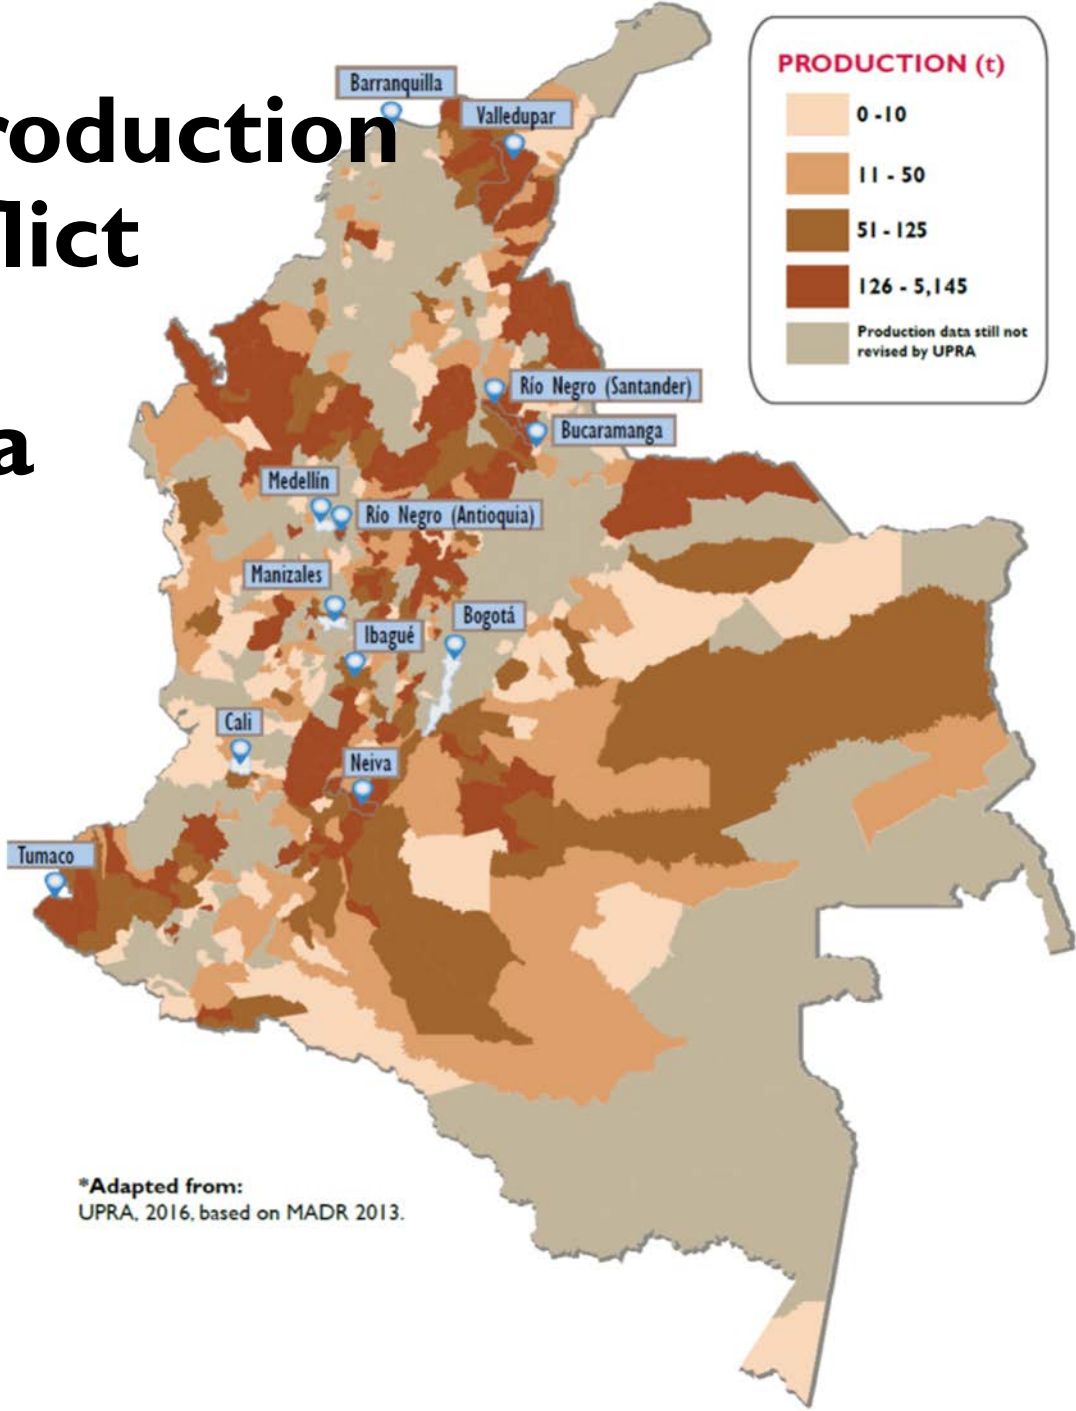 roduction
flict
a
PRODUCTION (t)
0 -10
11 - 50
51 - 125
126 - 5,145
Production data still not
revised by UPRA
Barranquilla
Valledupar
Río Negro (Santander)
Bucaramanga
Medellín
Río Negro (Antioquia)
Manizales
Bogotá
Ibagué
Cali
Neiva
Tumaco
*Adapted from:
UPRA, 2016, based on MADR 2013.